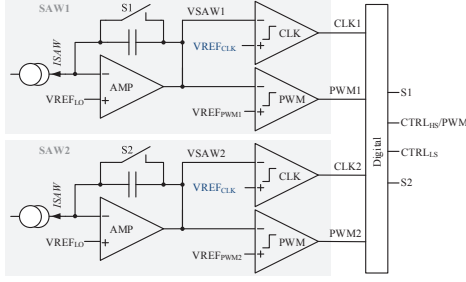 SAW1
S1
VSAW1
CLK1
ISAW
VREFCLK
CLK
AMP
VREFLO
PWM1
VREFPWM1
PWM
S1
CTRLHS/PWM
CTRLLS
S2
Digital
SAW2
S2
VSAW2
CLK2
ISAW
VREFCLK
CLK
AMP
VREFLO
PWM2
VREFPWM2
PWM